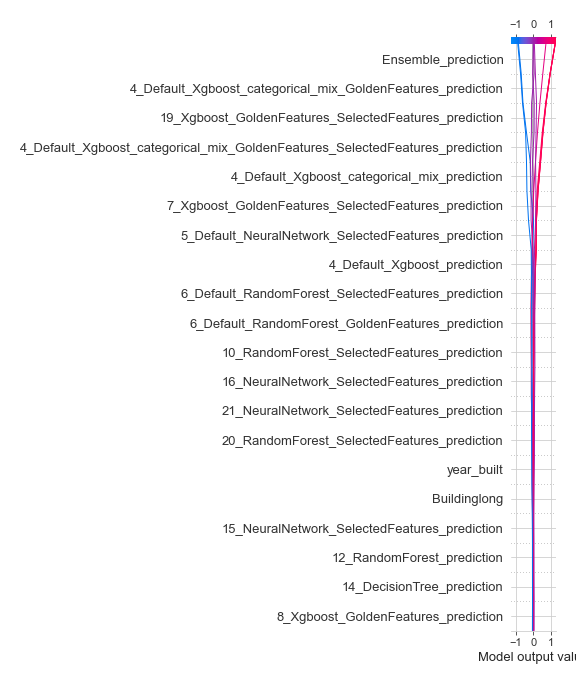 −1 0 1
Ensemble_prediction
4_Default_Xgboost_categorical_mix_GoldenFeatures_prediction
19_Xgboost_GoldenFeatures_SelectedFeatures_prediction
4_Default_Xgboost_categorical_mix_GoldenFeatures_SelectedFeatures_prediction
4_Default_Xgboost_categorical_mix_prediction
7_Xgboost_GoldenFeatures_SelectedFeatures_prediction
5_Default_NeuralNetwork_SelectedFeatures_prediction
4_Default_Xgboost_prediction
6_Default_RandomForest_SelectedFeatures_prediction
6_Default_RandomForest_GoldenFeatures_prediction
10_RandomForest_SelectedFeatures_prediction
16_NeuralNetwork_SelectedFeatures_prediction
21_NeuralNetwork_SelectedFeatures_prediction
20_RandomForest_SelectedFeatures_prediction
year_built
Buildinglong
15_NeuralNetwork_SelectedFeatures_prediction
12_RandomForest_prediction
14_DecisionTree_prediction
8_Xgboost_GoldenFeatures_prediction
−1 0 1
Model output valu